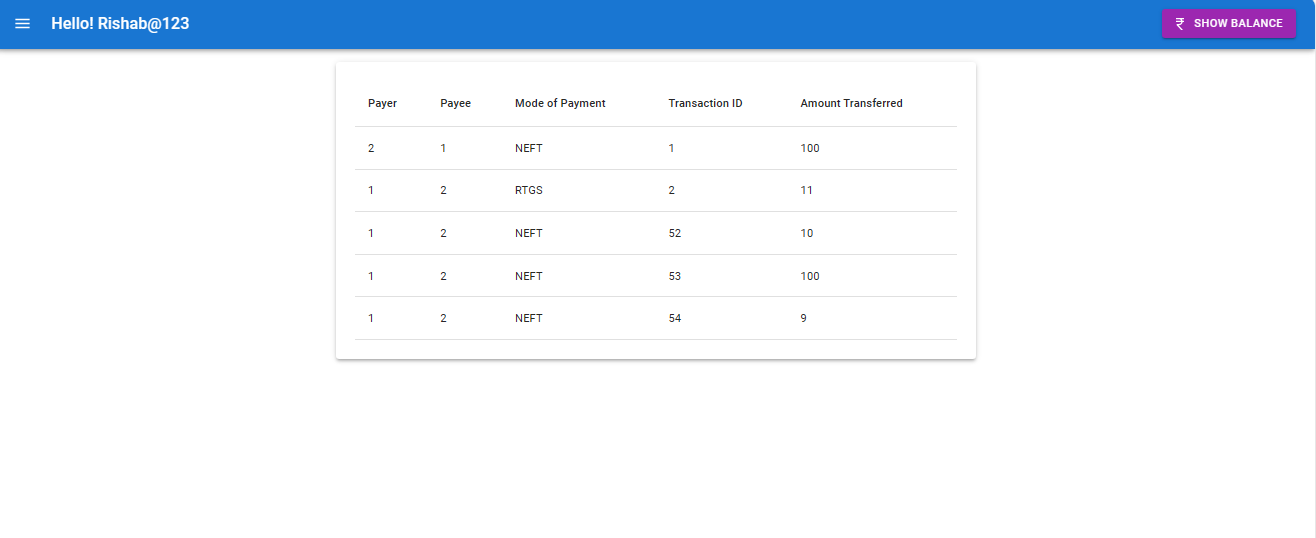 Hello! Rishab@123
₹ SHOW BALANCE
Payer Payee Mode of Payment Transaction ID Amount Transferred
2 1 NEFT 1 100
1 2 RTGS 2 11
1 2 NEFT 52 10
1 2 NEFT 53 100
1 2 NEFT 54 9